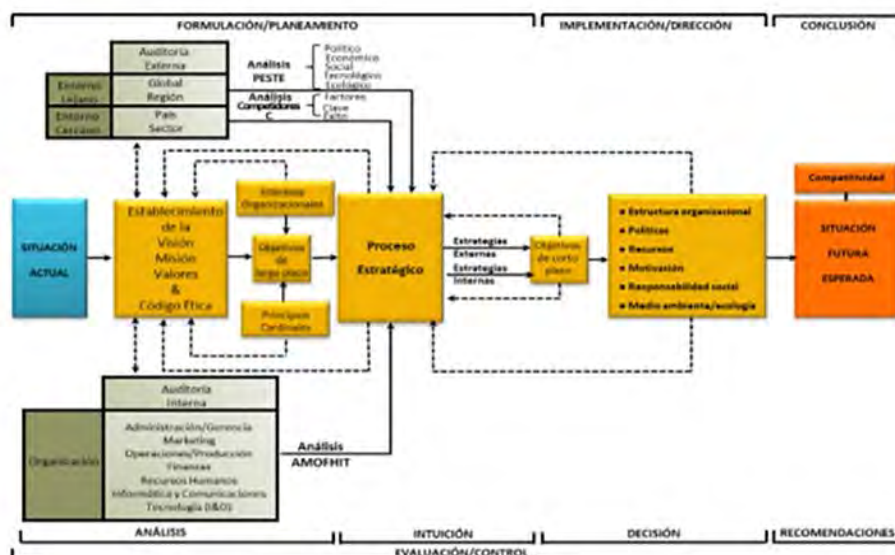 FORMULACIÓN/PLANEAMIENTO
IMPLEMENTACIÓN/DIRECCIÓN
CONCLUSIÓN
Auditoría
Externa
Entorno
Lejano
Global
Región
Entorno
Cercano
País
Sector
Análisis
PESTE
Político
Económico
Social
Tecnológico
Ecológico
Análisis
Competidores
C
Factores
Clave
Éxito
SITUACIÓN
ACTUAL
Establecimiento
de la
Visión
Misión
Valores
&
Código Ética
Intereses
Organizacionales
Objetivos
de
largo plazo
Principios
Cardinales
Proceso
Estratégico
Estrategias
Externas
Estrategias
Internas
Objetivos
de corto
plazo
• Estructura organizacional
• Políticas
• Recursos
• Motivación
• Responsabilidad social
• Medio ambiente/ecología
Competitividad
SITUACIÓN
FUTURA
ESPERADA
Auditoría
Interna
Organización
Administración/Gerencia
Marketing
Operaciones/Producción
Finanzas
Recursos Humanos
Informática y Comunicaciones
Tecnología (I&D)
Análisis
AMOFHIT
ANÁLISIS
INTUICIÓN
DECISIÓN
RECOMENDACIONES
EVALUACIÓN/CONTROL